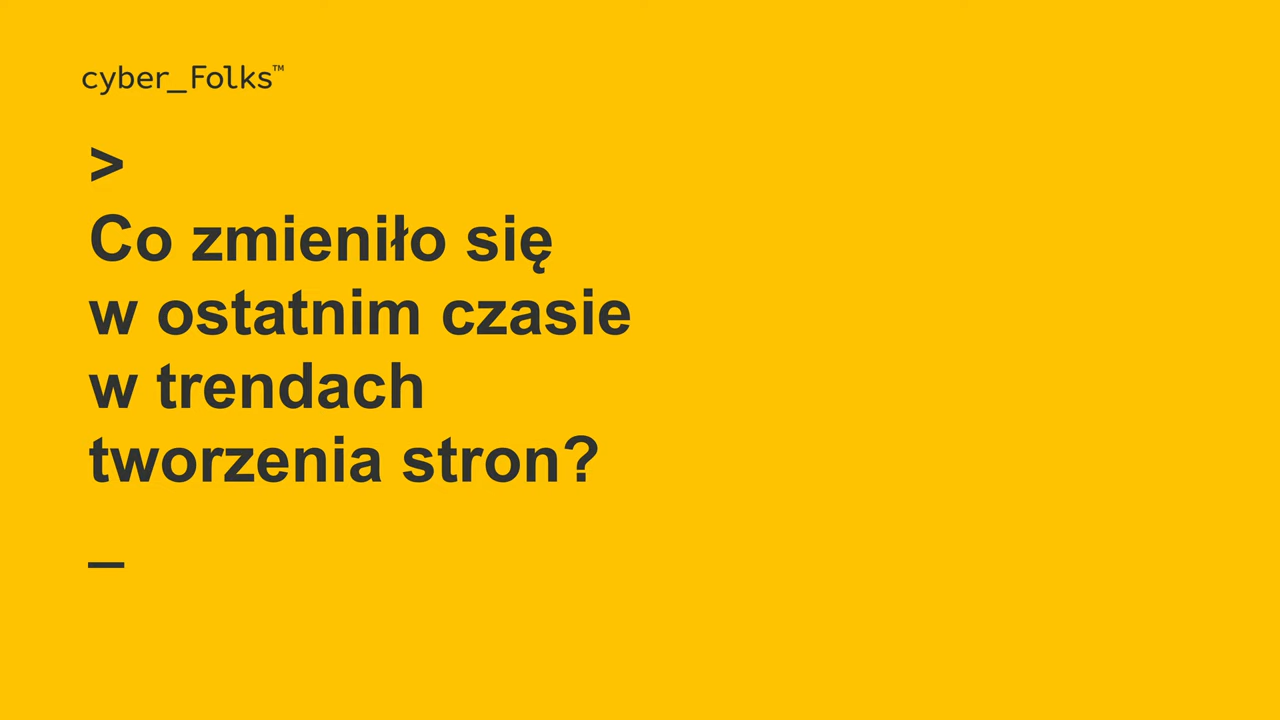 cyber_Folks™
>
Co zmieniło się
w ostatnim czasie
w trendach
tworzenia stron?
_